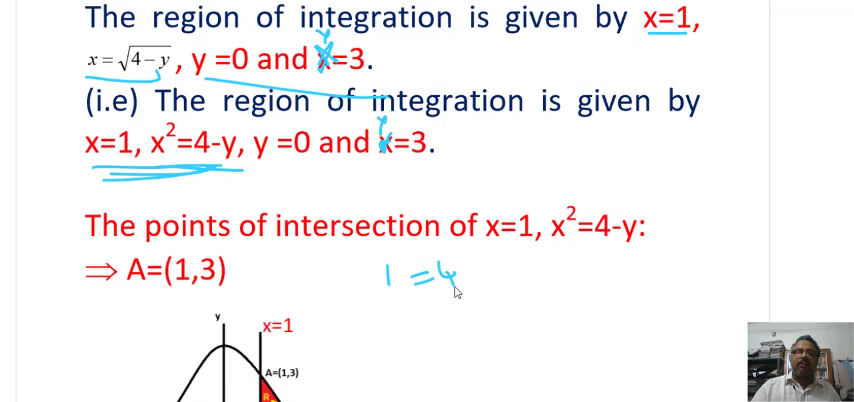 The region of integration is given by x=1,
x = √4 − y, y =0 and y=3.
(i.e) The region of integration is given by
x=1, x²=4-y, y =0 and y=3.
The points of intersection of x=1, x²=4-y:
⇒ A=(1,3)
1 = 4
y
x=1
A=(1,3)
R